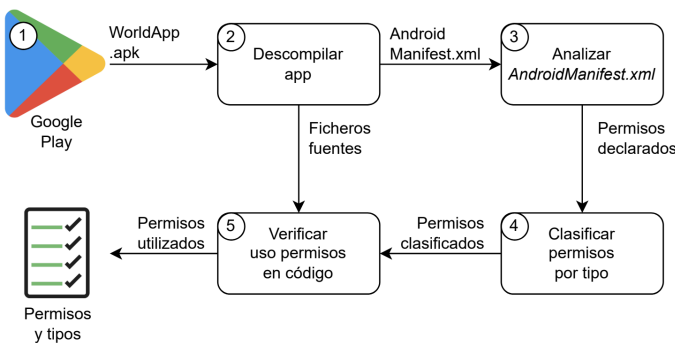 1
Google
Play
WorldApp
.apk
2
Descompilar
app
Android
Manifest.xml
3
Analizar
AndroidManifest.xml
Ficheros
fuentes
Permisos
declarados
4
Clasificar
permisos
por tipo
Permisos
clasificados
5
Verificar
uso permisos
en código
Permisos
utilizados
Permisos
y tipos